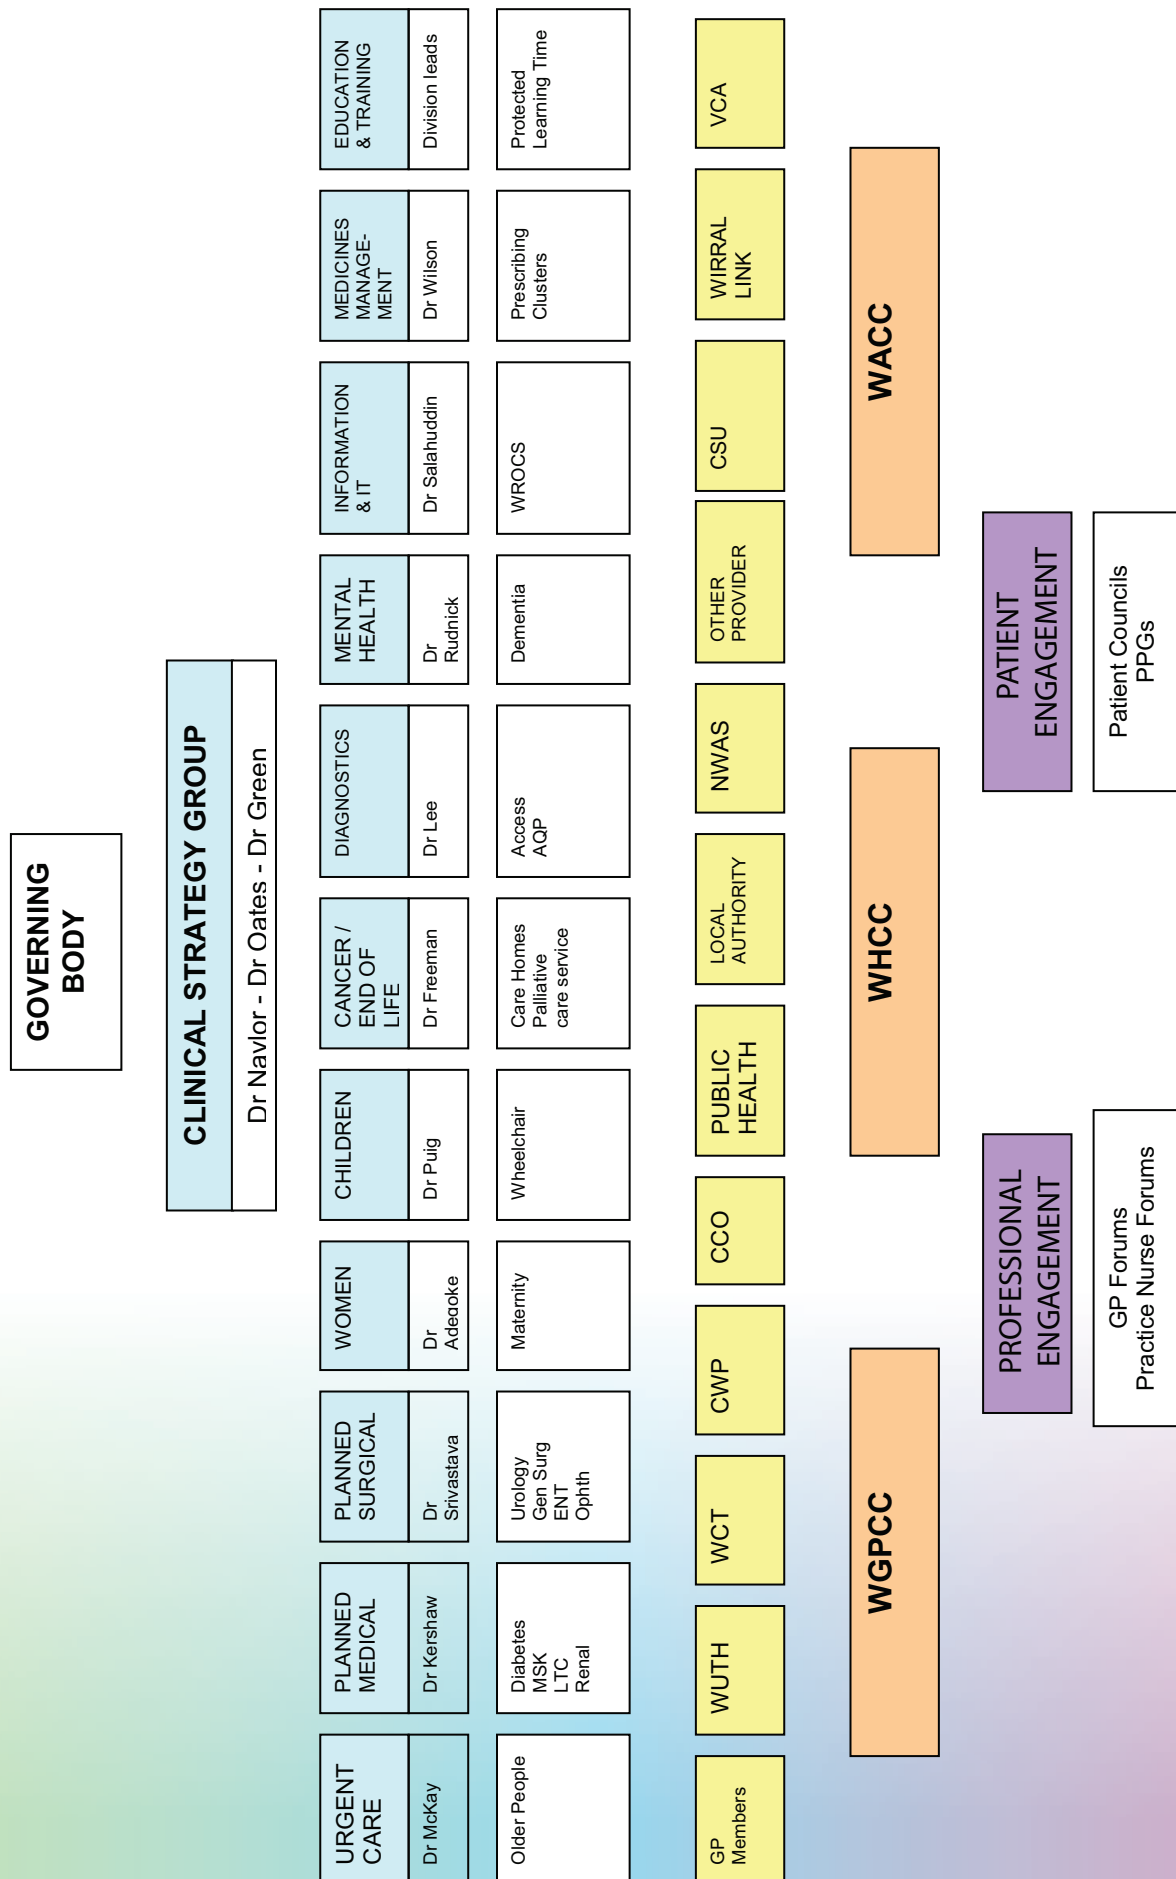 GOVERNING
BODY
CLINICAL STRATEGY GROUP
Dr Naylor - Dr Oates - Dr Green
URGENT
CARE
Dr McKay
Older People
PLANNED
MEDICAL
Dr Kershaw
Diabetes
MSK
LTC
Renal
PLANNED
SURGICAL
Dr
Srivastava
Urology
Gen Surg
ENT
Ophth
WOMEN
Dr
Adegoke
Maternity
CHILDREN
Dr Puig
Wheelchair
CANCER /
END OF
LIFE
Dr Freeman
Care Homes
Palliative
care service
DIAGNOSTICS
Dr Lee
Access
AQP
MENTAL
HEALTH
Dr
Rudnick
Dementia
INFORMATION
& IT
Dr Salahuddin
WROCS
MEDICINES
MANAGE-
MENT
Dr Wilson
Prescribing
Clusters
EDUCATION
& TRAINING
Division leads
Protected
Learning Time
GP
Members
WUTH
WCT
CWP
CCO
PUBLIC
HEALTH
LOCAL
AUTHORITY
NWAS
OTHER
PROVIDER
CSU
WIRRAL
LINK
VCA
WGPCC
WHCC
WACC
PROFESSIONAL
ENGAGEMENT
GP Forums
Practice Nurse Forums
PATIENT
ENGAGEMENT
Patient Councils
PPGs